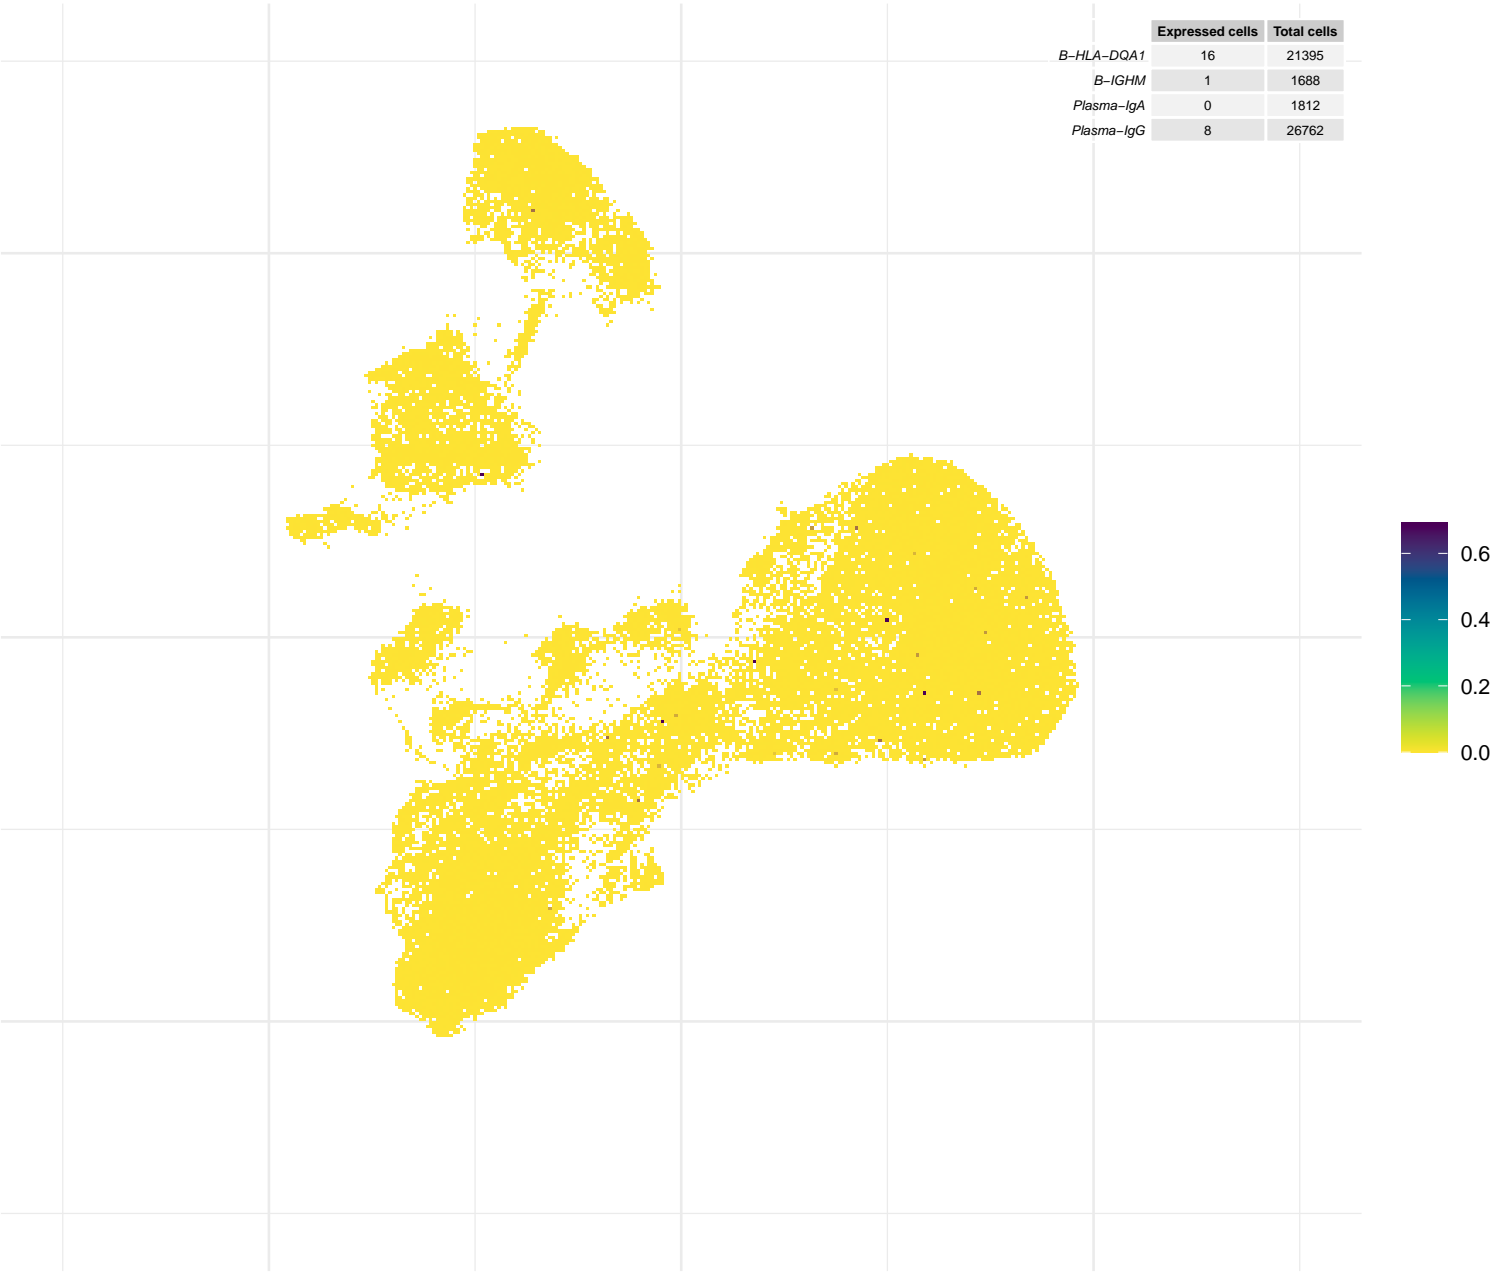 Expressed cells Total cells
B−HLA−DQA1 16 21395
B−IGHM 1 1688
Plasma−IgA 0 1812
Plasma−IgG 8 26762
0.6
0.4
0.2
0.0